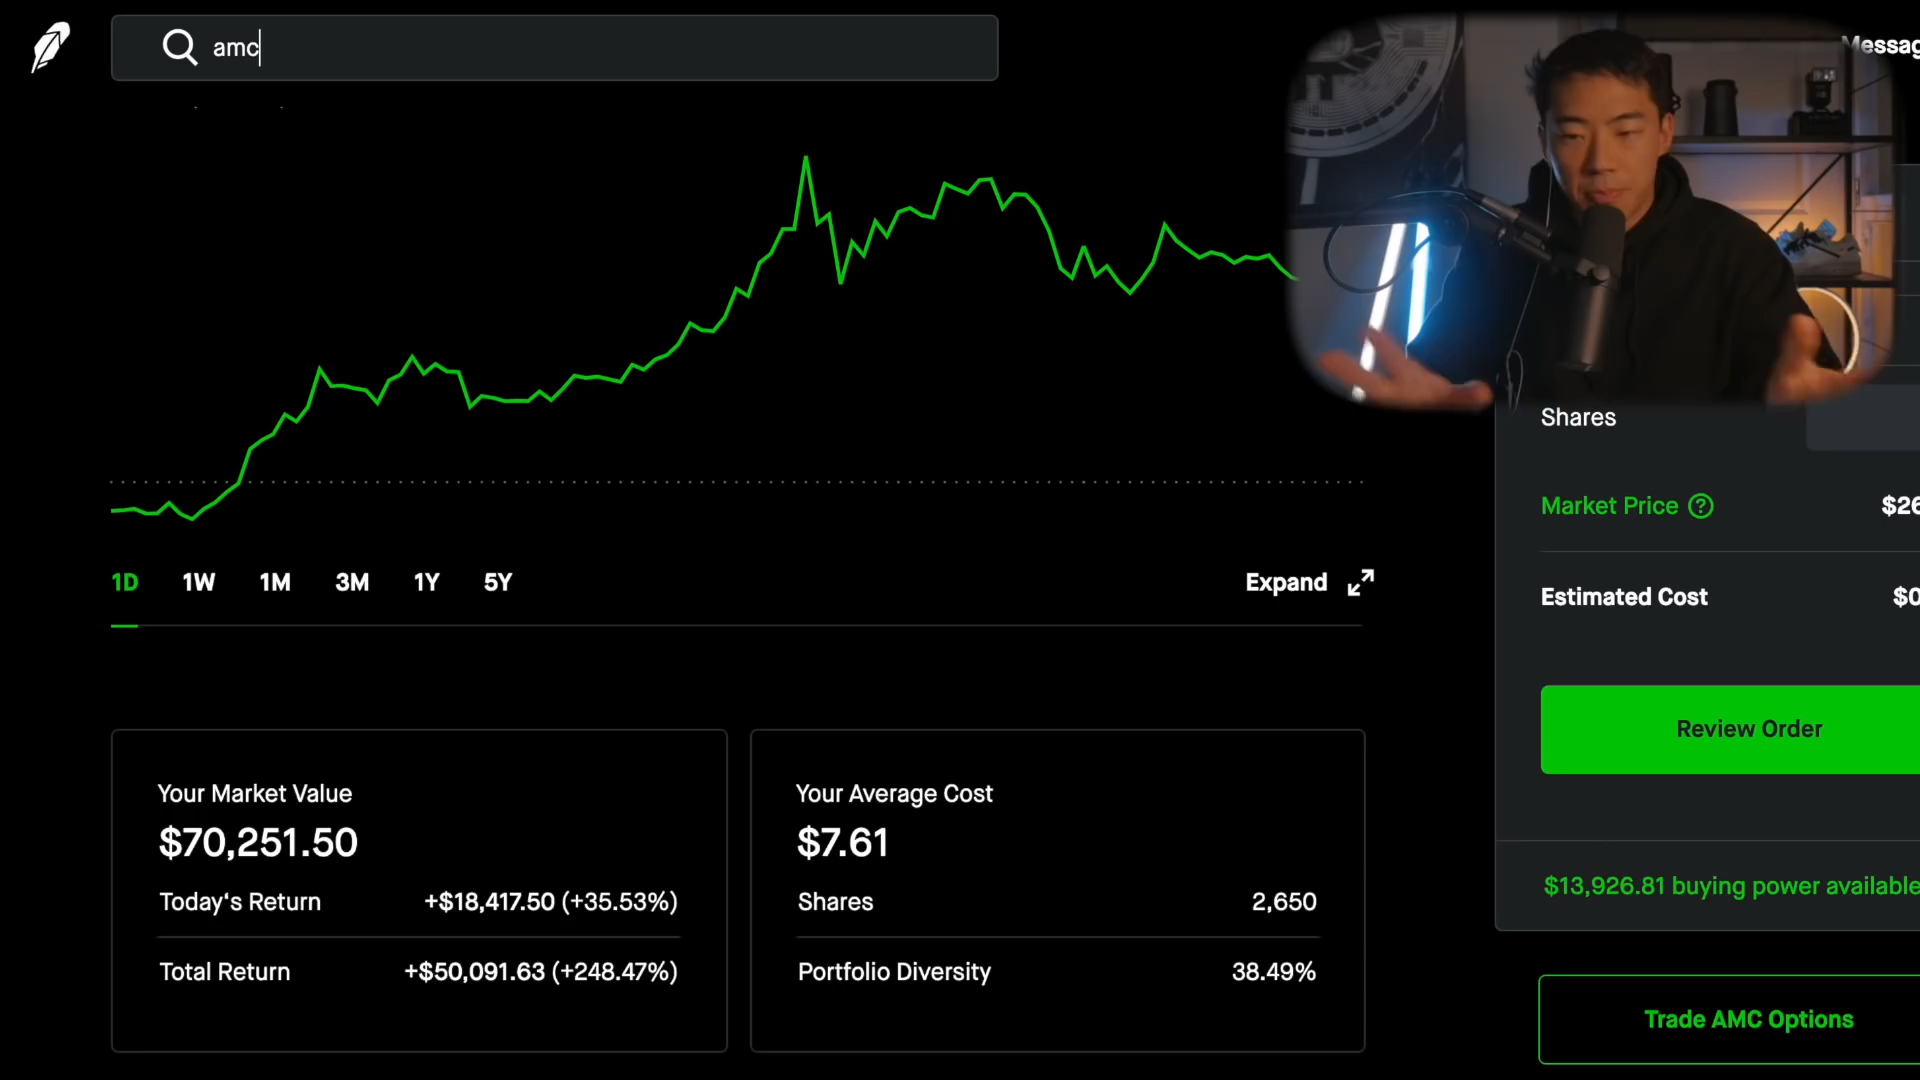 amc
1D 1W 1M 3M 1Y 5Y
Expand
Your Market Value
$70,251.50
Today's Return +$18,417.50 (+35.53%)
Total Return +$50,091.63 (+248.47%)
Your Average Cost
$7.61
Shares 2,650
Portfolio Diversity 38.49%
Messag
Shares
Market Price ? $26
Estimated Cost $0
Review Order
$13,926.81 buying power available
Trade AMC Options